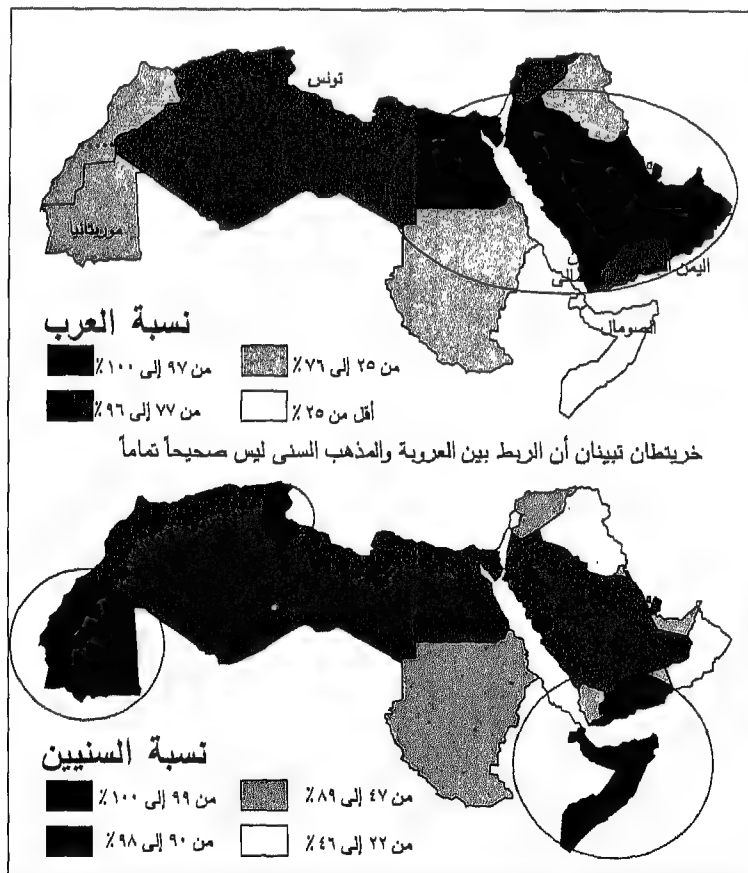 تونس
موريتانيا
اليمن
الصومال
نسبة العرب
من ٩٧ إلى ١٠٠٪
من ٢٥ إلى ٧٦٪
من ٧٧ إلى ٩٦٪
أقل من ٢٥٪
خريتطان تبينان أن الربط بين العروبة والمذهب السنى ليس صحيحاً تماماً
نسبة السنيين
من ٩٩ إلى ١٠٠٪
من ٤٧ إلى ٨٩٪
من ٩٠ إلى ٩٨٪
من ٢٢ إلى ٤٦٪